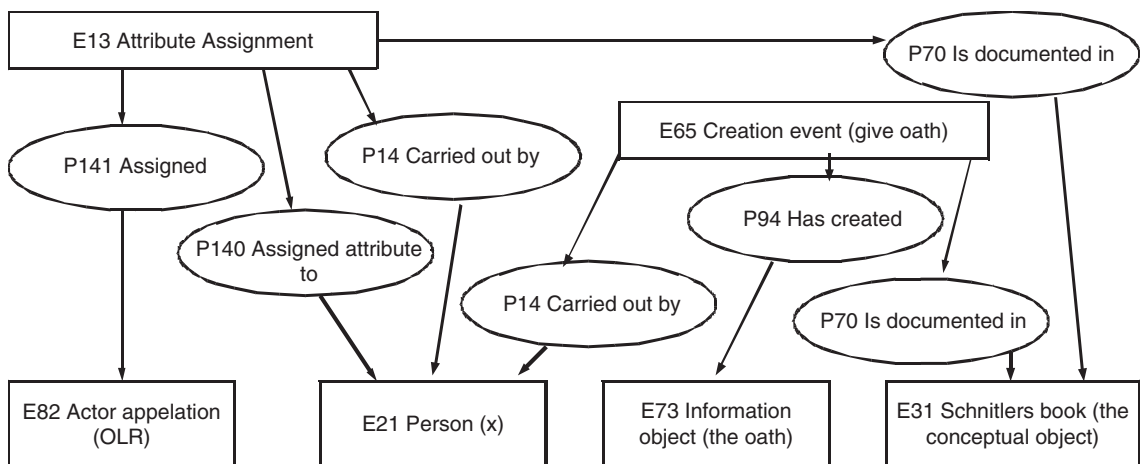 E13 Attribute Assignment
P70 Is documented in
E65 Creation event (give oath)
P141 Assigned
P14 Carried out by
P94 Has created
P140 Assigned attribute
to
P14 Carried out by
P70 Is documented in
E82 Actor appelation
(OLR)
E21 Person (x)
E73 Information
object (the oath)
E31 Schnitlers book (the
conceptual object)